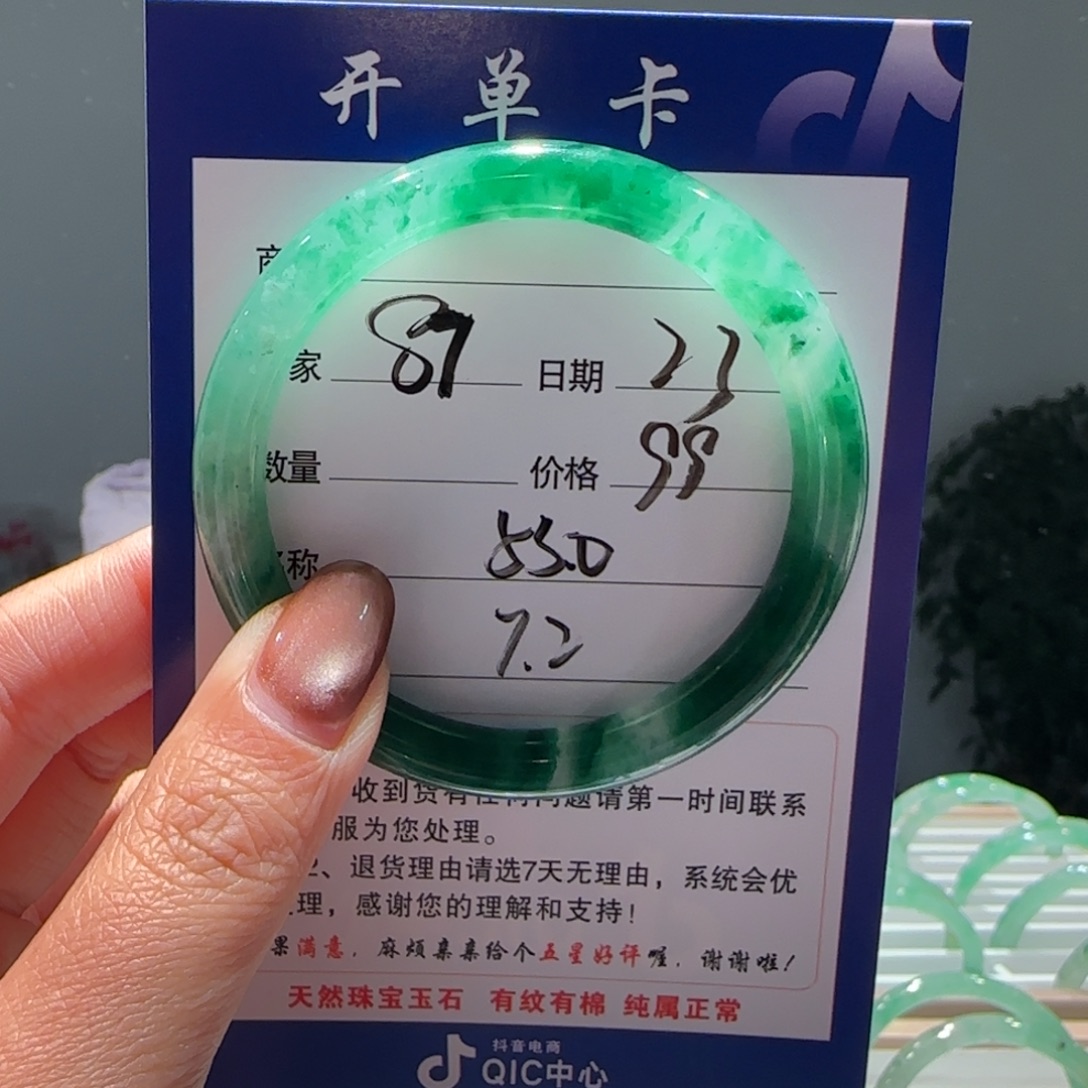 开单卡
商
家 87 日期 23
数量 价格 99
名称 55.0
7.2
收到货有任何问题请第一时间联系
服为您处理。
2、退货理由请选7天无理由，系统会优
理，感谢您的理解和支持！
果满意，麻烦亲亲给个五星好评喔，谢谢啦！
天然珠宝玉石 有纹有棉 纯属正常
抖音电商
QIC中心